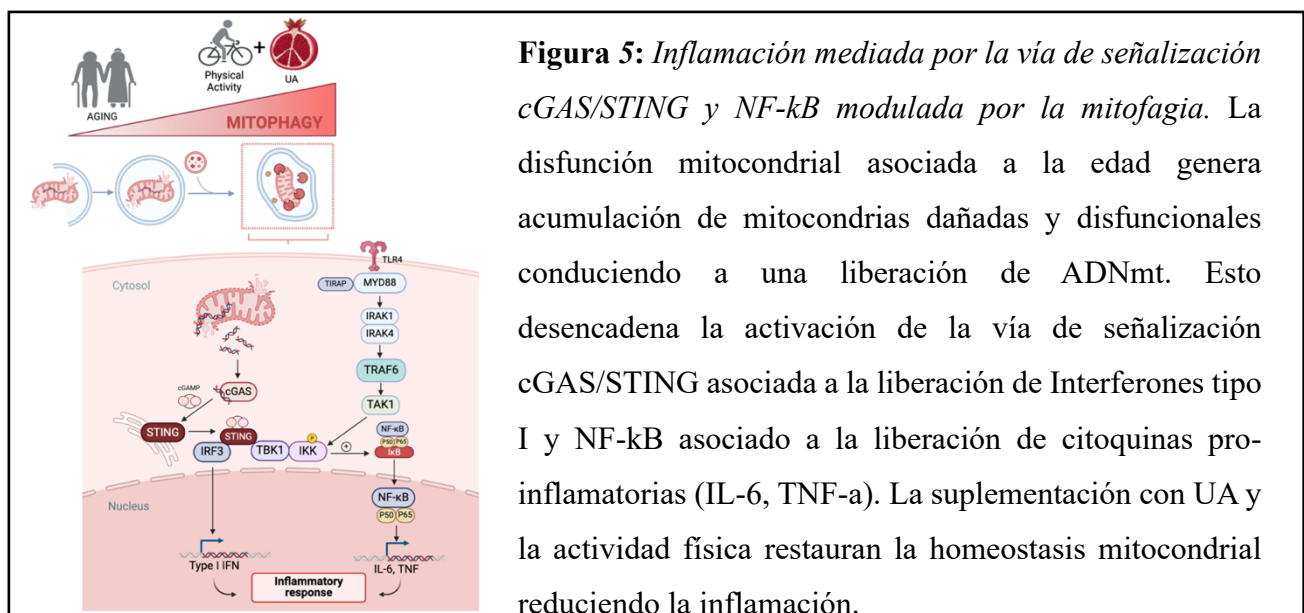 Physical
Activity
+
UA
AGING
MITOPHAGY
Cytosol
TLR4
TIRAP
MYD88
IRAK1
IRAK4
TRAF6
TAK1
cGAMP
cGAS
STING
STING
IRF3
TBK1
IKK
P
+
NF-κB
P50 P65
IκB
Nucleus
NF-κB
P50 P65
Type I IFN
IL-6, TNF
Inflammatory
response
Figura 5: Inflamación mediada por la vía de señalización
cGAS/STING y NF-kB modulada por la mitofagia. La
disfunción mitocondrial asociada a la edad genera
acumulación de mitocondrias dañadas y disfuncionales
conduciendo a una liberación de ADNmt. Esto
desencadena la activación de la vía de señalización
cGAS/STING asociada a la liberación de Interferones tipo
I y NF-kB asociado a la liberación de citoquinas pro-
inflamatorias (IL-6, TNF-a). La suplementación con UA y
la actividad física restauran la homeostasis mitocondrial
reduciendo la inflamación.